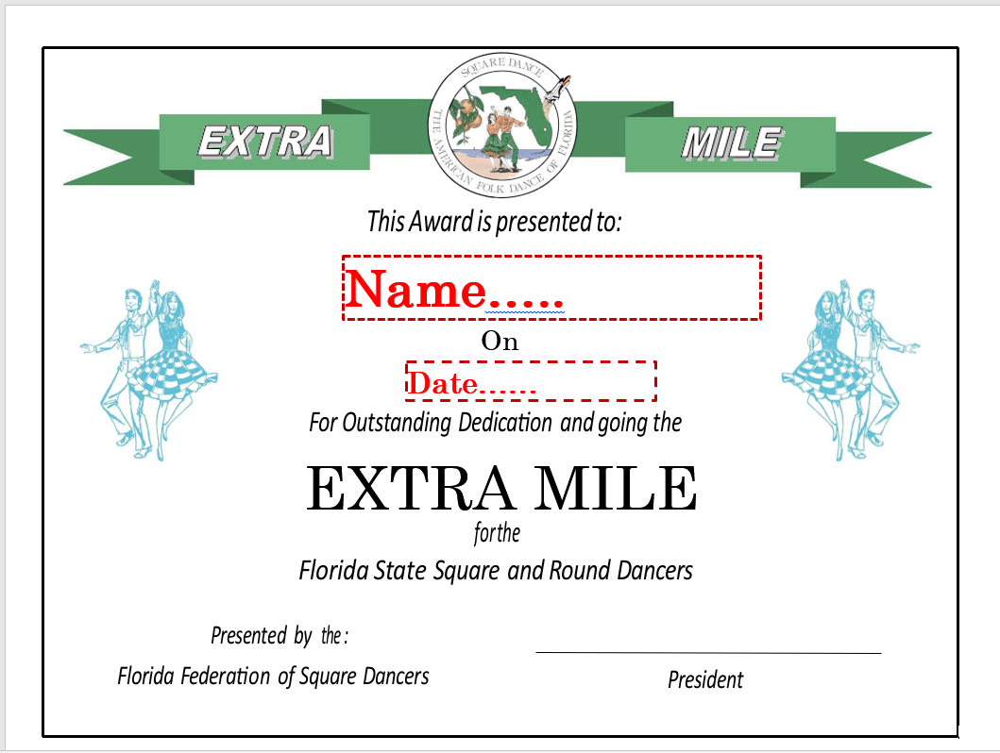 SQUARE DANCE
THE AMERICAN FOLK DANCE OF FLORIDA
EXTRA
MILE
This Award is presented to:
Name.....
On
Date......
For Outstanding Dedication and going the
EXTRA MILE
for the
Florida State Square and Round Dancers
Presented by the :
Florida Federation of Square Dancers
President